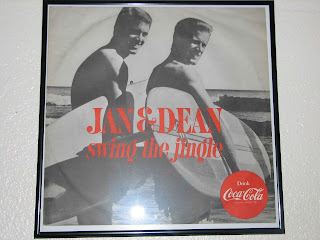 JAN & DEAN
swing the jingle
Drink
Coca-Cola